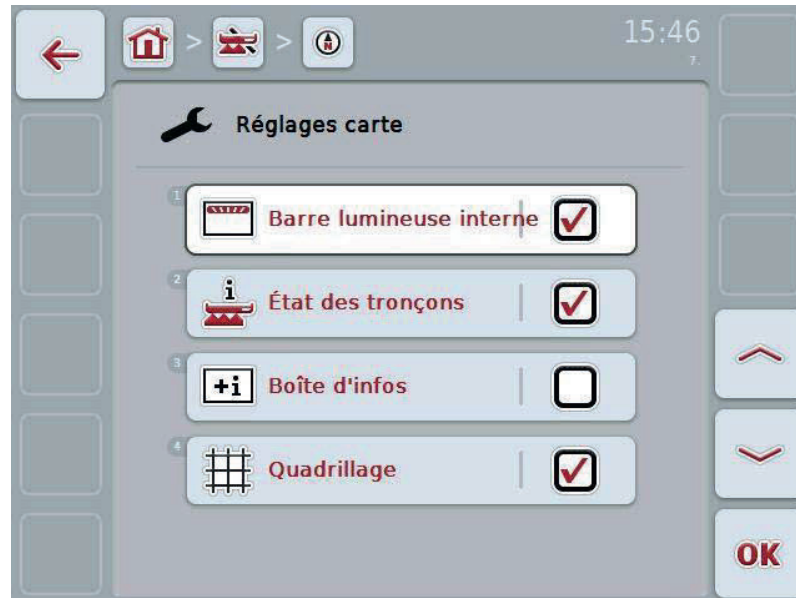 > > N
15:46
7.
Réglages carte
1
Barre lumineuse interne
2
i
État des tronçons
3
+i
Boîte d'infos
4
Quadrillage
OK